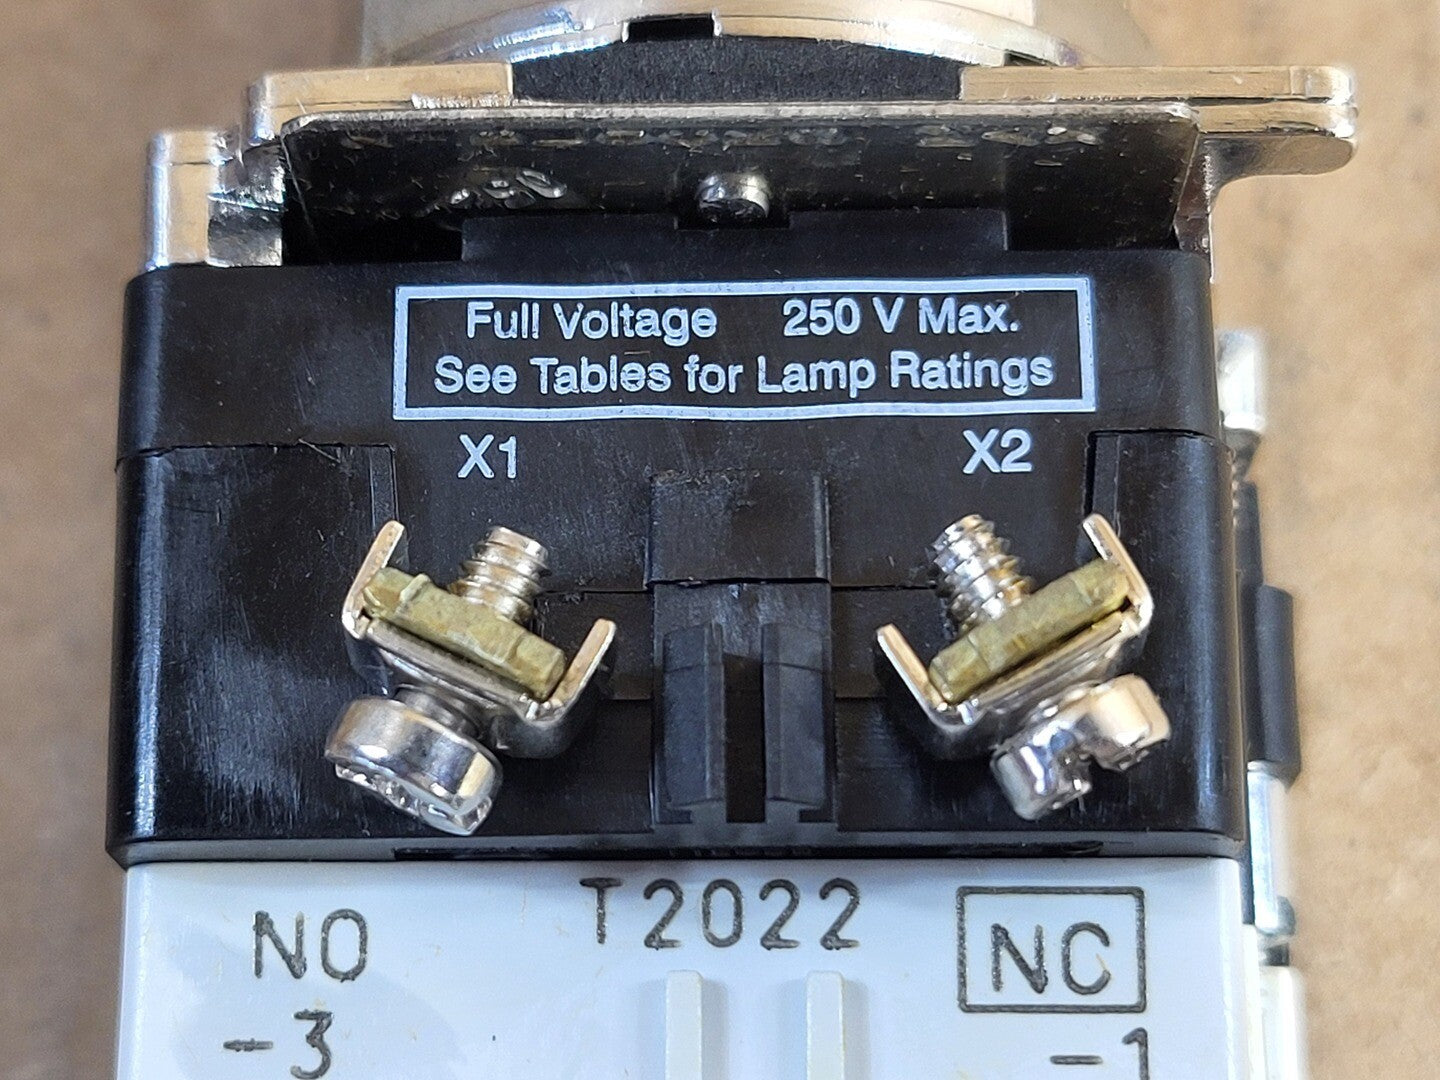 Full Voltage 250 V Max.
See Tables for Lamp Ratings
X1 X2
T2022
NO NC
-3 -1